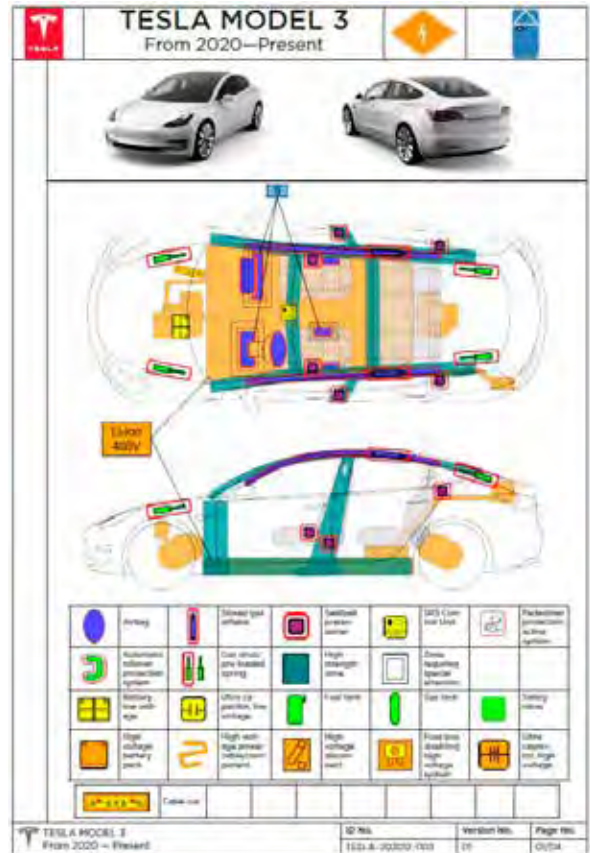 TESLA
TESLA MODEL 3
From 2020—Present
Li-ion
400V
Airbag
Stored gas
inflator
Seatbelt
pretensioner
SRS Control
Unit
Pedestrian
protection
active
system
Automatic
rollover
protection
system
Gas strut/
pre loaded
spring
High
strength
zone
Zone
requiring
special
attention
Battery
low voltage
Ultra capacitor,
low
voltage
Fuel tank
Gas tank
Safety
valve
High
voltage
battery
pack
High voltage
power
cable/component
High
voltage
disconnect
Fuse box
disabling
high
voltage
system
Ultra
capacitor,
high
voltage
Cable cut
TESLA MODEL 3
From 2020 — Present
ID No.
Version No.
Page No.
01
01/04